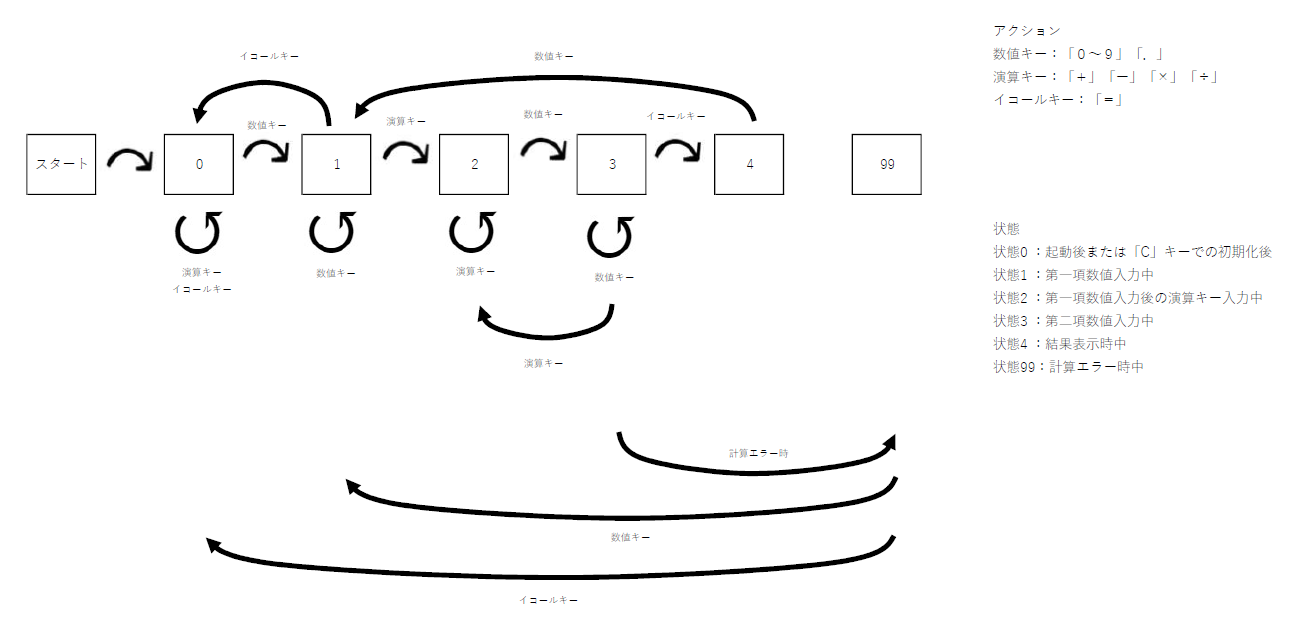 アクション
数値キー：「0～9」「．」
演算キー：「+」「－」「×」「÷」
イコールキー：「=」
イコールキー
数値キー
数値キー
演算キー
数値キー
イコールキー
スタート
0
1
2
3
4
99
演算キー
イコールキー
数値キー
演算キー
数値キー
演算キー
状態
状態0：起動後または「C」キーでの初期化後
状態1：第一項数値入力中
状態2：第一項数値入力後の演算キー入力中
状態3：第二項数値入力中
状態4：結果表示時中
状態99：計算エラー時中
計算エラー時
数値キー
イコールキー